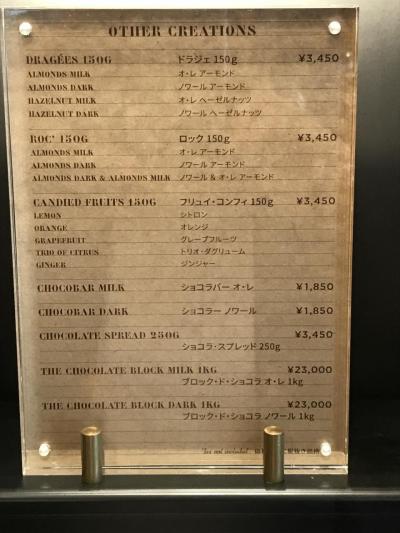 OTHER CREATIONS
DRAGÉES 150G ドラジェ 150g ¥3,450
ALMONDS MILK オ・レ アーモンド
ALMONDS DARK ノワール アーモンド
HAZELNUT MILK オ・レ ヘーゼルナッツ
HAZELNUT DARK ノワール ヘーゼルナッツ
ROC' 150G ロック 150g ¥3,450
ALMONDS MILK オ・レ アーモンド
ALMONDS DARK ノワール アーモンド
ALMONDS DARK & ALMONDS MILK ノワール & オ・レ アーモンド
CANDIED FRUITS 150G フリュイ・コンフィ 150g ¥3,450
LEMON シトロン
ORANGE オレンジ
GRAPEFRUIT グレープフルーツ
TRIO OF CITRUS トリオ・ダグリューム
GINGER ジンジャー
CHOCOBAR MILK ショコラバー オ・レ ¥1,850
CHOCOBAR DARK ショコラー ノワール ¥1,850
CHOCOLATE SPREAD 250G ¥3,450
ショコラ・スプレッド 250g
THE CHOCOLATE BLOCK MILK 1KG ¥23,000
ブロック・ド・ショコラ オ・レ 1kg
THE CHOCOLATE BLOCK DARK 1KG ¥23,000
ブロック・ド・ショコラ ノワール 1kg
Tax not included